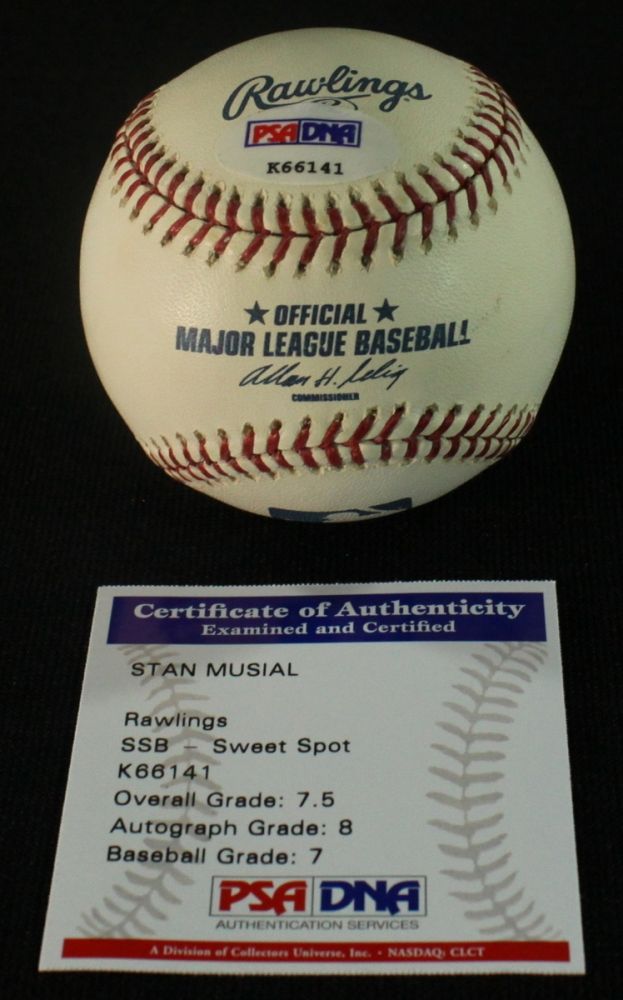 Rawlings
PSA DNA
K66141
★ OFFICIAL ★
MAJOR LEAGUE BASEBALL
Allan H. Selig
COMMISSIONER
Certificate of Authenticity
Examined and Certified
STAN MUSIAL
Rawlings
SSB - Sweet Spot
K66141
Overall Grade: 7.5
Autograph Grade: 8
Baseball Grade: 7
PSA DNA
AUTHENTICATION SERVICES
A Division of Collectors Universe, Inc. • NASDAQ: CLCT